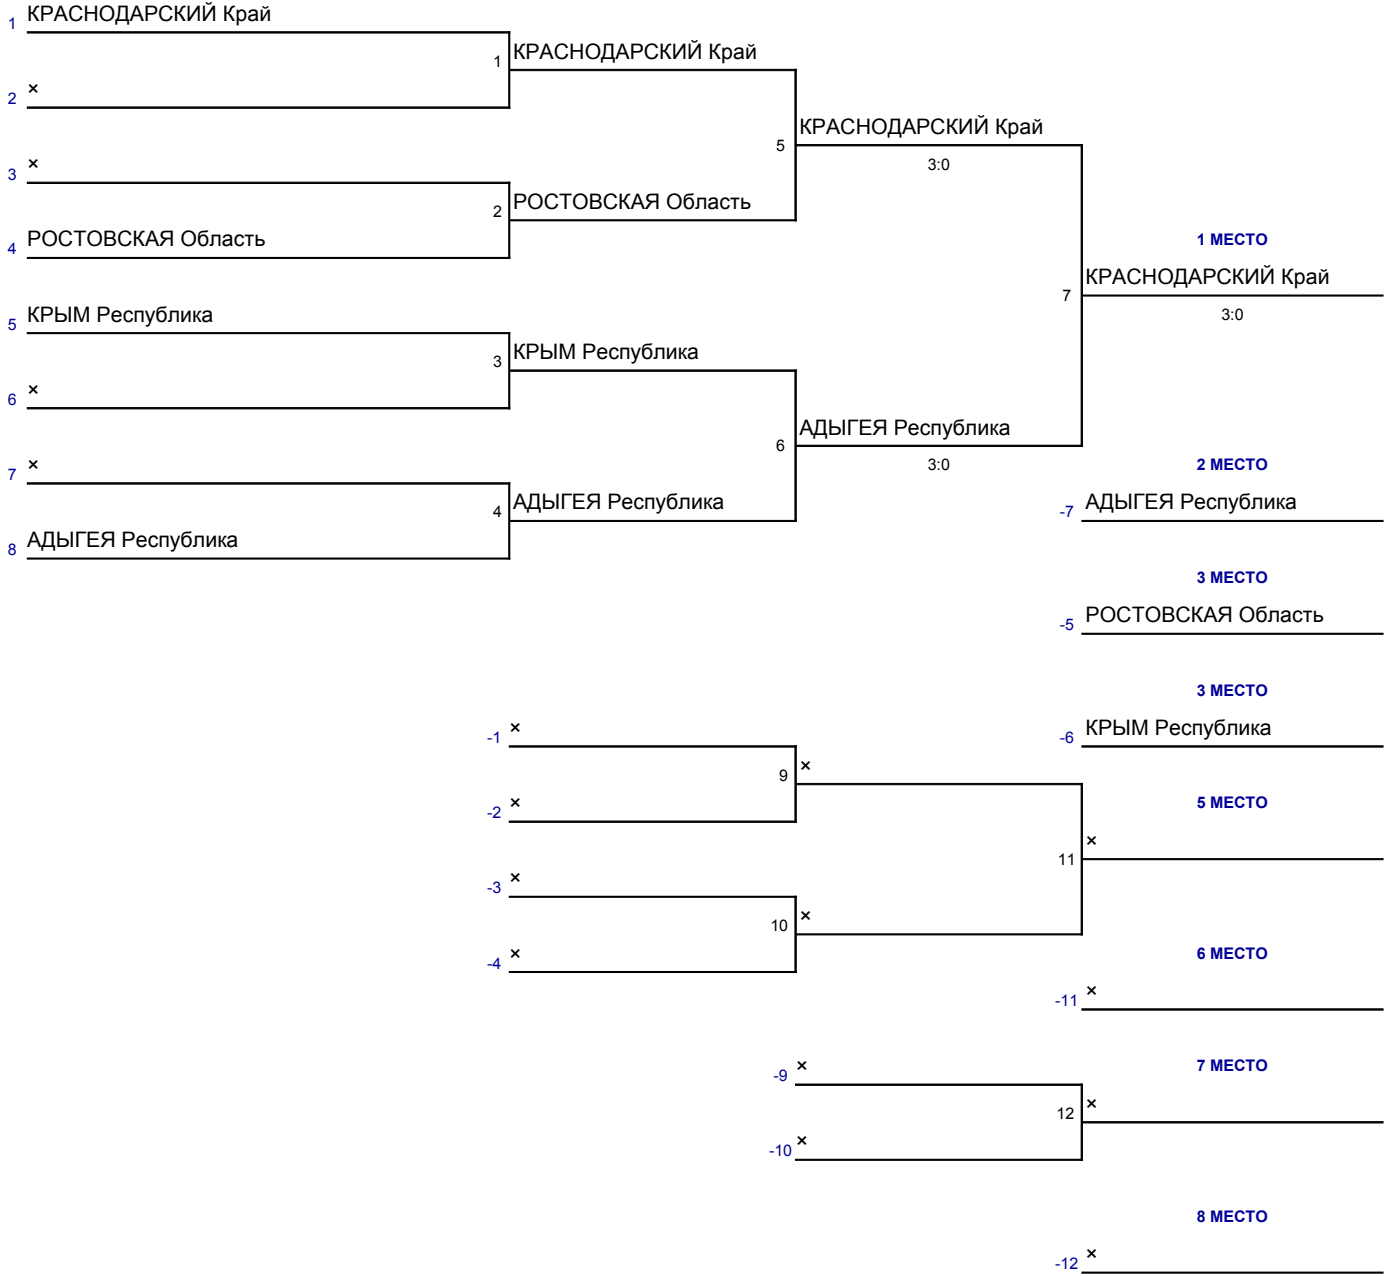 1 КРАСНОДАРСКИЙ Край
1 КРАСНОДАРСКИЙ Край
2 ×
КРАСНОДАРСКИЙ Край
5
3:0
3 ×
2 РОСТОВСКАЯ Область
4 РОСТОВСКАЯ Область
1 МЕСТО
КРАСНОДАРСКИЙ Край
7
3:0
5 КРЫМ Республика
3 КРЫМ Республика
6 ×
АДЫГЕЯ Республика
6
3:0
7 ×
2 МЕСТО
4 АДЫГЕЯ Республика
-7 АДЫГЕЯ Республика
8 АДЫГЕЯ Республика
3 МЕСТО
-5 РОСТОВСКАЯ Область
3 МЕСТО
-1 ×
-6 КРЫМ Республика
9 ×
-2 ×
5 МЕСТО
11 ×
-3 ×
10 ×
-4 ×
6 МЕСТО
-11 ×
-9 ×
7 МЕСТО
12 ×
-10 ×
8 МЕСТО
-12 ×